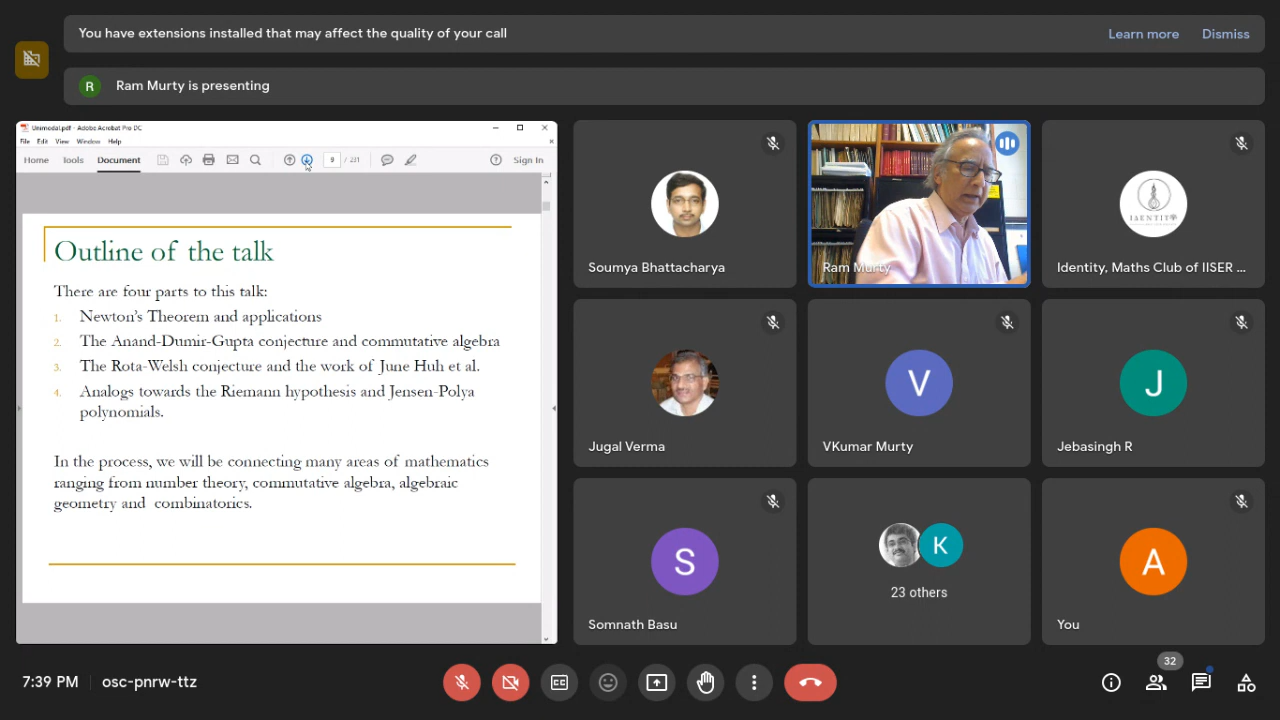 You have extensions installed that may affect the quality of your call
Learn more
Dismiss
R
Ram Murty is presenting
Unimodal.pdf - Adobe Acrobat Pro DC
File Edit View Window Help
Home Tools Document
9 / 231
Sign In
Outline of the talk
There are four parts to this talk:
1. Newton's Theorem and applications
2. The Anand-Dumir-Gupta conjecture and commutative algebra
3. The Rota-Welsh conjecture and the work of June Huh et al.
4. Analogs towards the Riemann hypothesis and Jensen-Polya
polynomials.
In the process, we will be connecting many areas of mathematics
ranging from number theory, commutative algebra, algebraic
geometry and combinatorics.
Soumya Bhattacharya
Ram Murty
Identity, Maths Club of IISER ...
Jugal Verma
V
VKumar Murty
J
Jebasingh R
S
Somnath Basu
K
23 others
A
You
7:39 PM | osc-pnrw-ttz
32